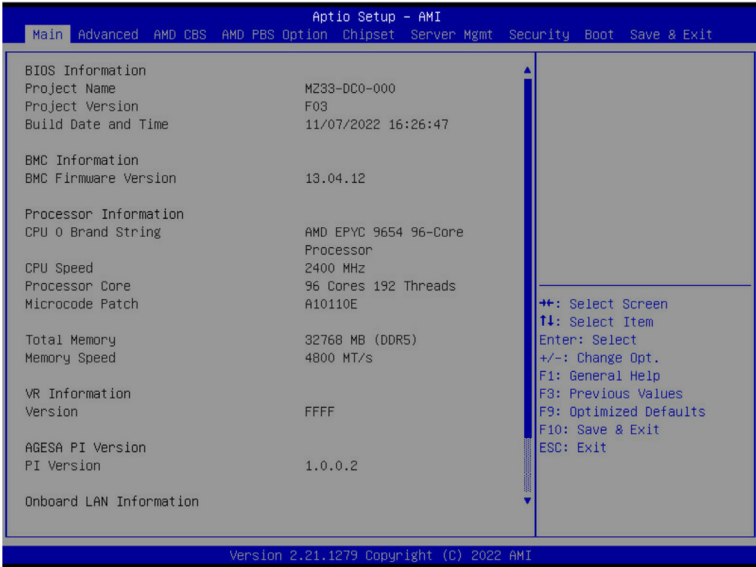 Aptio Setup - AMI
Main Advanced AMD CBS AMD PBS Option Chipset Server Mgmt Security Boot Save & Exit
BIOS Information
Project Name MZ33-DC0-000
Project Version F03
Build Date and Time 11/07/2022 16:26:47
BMC Information
BMC Firmware Version 13.04.12
Processor Information
CPU 0 Brand String AMD EPYC 9654 96-Core
Processor
CPU Speed 2400 MHz
Processor Core 96 Cores 192 Threads
Microcode Patch A10110E
Total Memory 32768 MB (DDR5)
Memory Speed 4800 MT/s
VR Information
Version FFFF
AGESA PI Version
PI Version 1.0.0.2
Onboard LAN Information
→←: Select Screen
↑↓: Select Item
Enter: Select
+/-: Change Opt.
F1: General Help
F3: Previous Values
F9: Optimized Defaults
F10: Save & Exit
ESC: Exit
Version 2.21.1279 Copyright (C) 2022 AMI